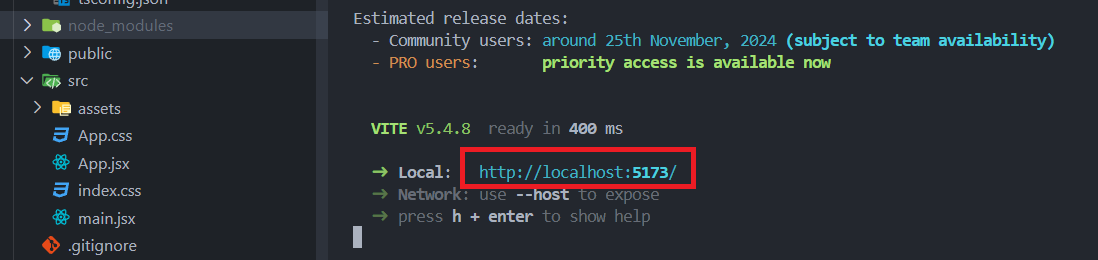 tsconfig.json
node_modules
public
src
assets
App.css
App.jsx
index.css
main.jsx
.gitignore
Estimated release dates:
- Community users: around 25th November, 2024 (subject to team availability)
- PRO users: priority access is available now
VITE v5.4.8 ready in 400 ms
➜ Local: http://localhost:5173/
➜ Network: use --host to expose
➜ press h + enter to show help